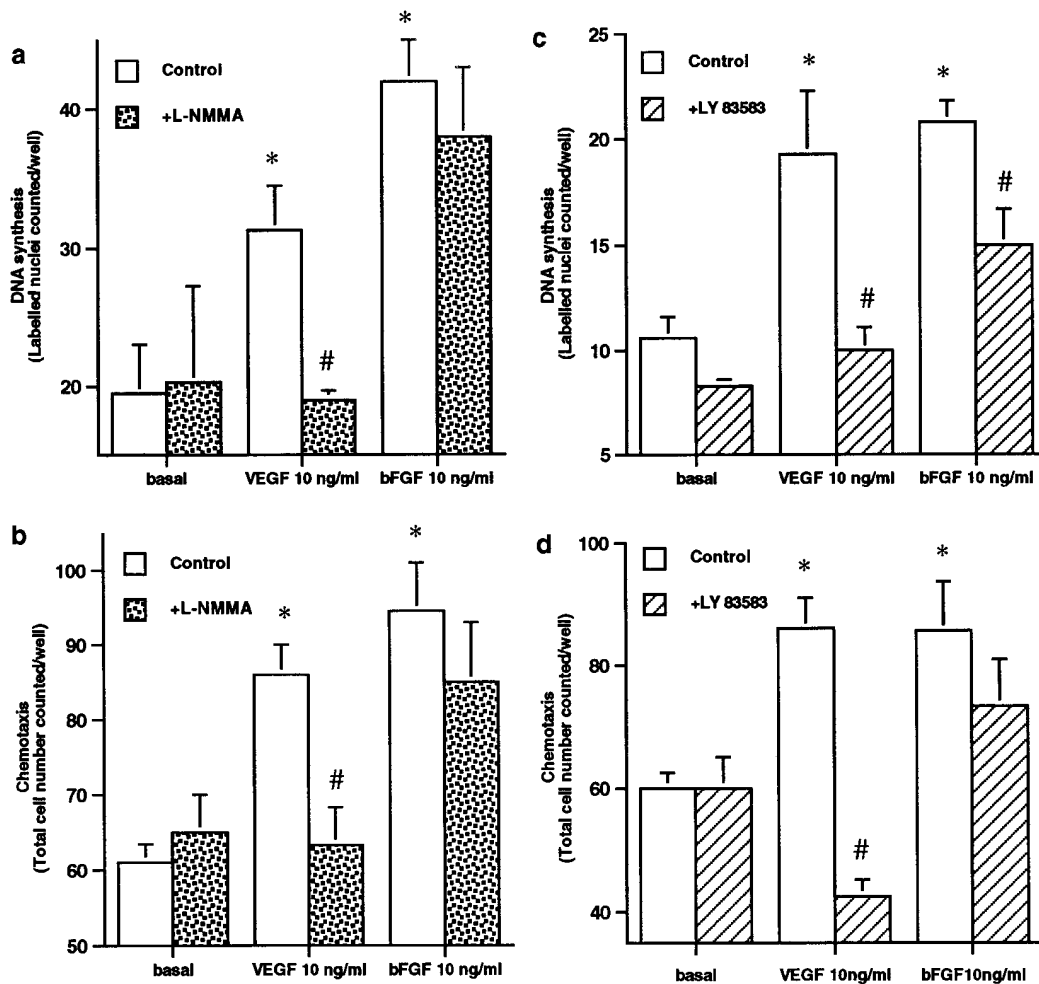 a
Control
+L-NMMA
DNA synthesis
(Labelled nuclei counted/well)
40
30
20
*
#
*
basal
VEGF 10 ng/ml
bFGF 10 ng/ml
c
Control
+LY 83583
DNA synthesis
(Labelled nuclei counted/well)
25
20
15
10
5
*
#
*
#
basal
VEGF 10 ng/ml
bFGF 10 ng/ml
b
Control
+L-NMMA
Chemotaxis
(Total cell number counted/well)
100
90
80
70
60
50
*
#
*
basal
VEGF 10 ng/ml
bFGF 10 ng/ml
d
Control
+LY 83583
Chemotaxis
(Total cell number counted/well)
100
80
60
40
*
#
*
basal
VEGF 10ng/ml
bFGF10ng/ml